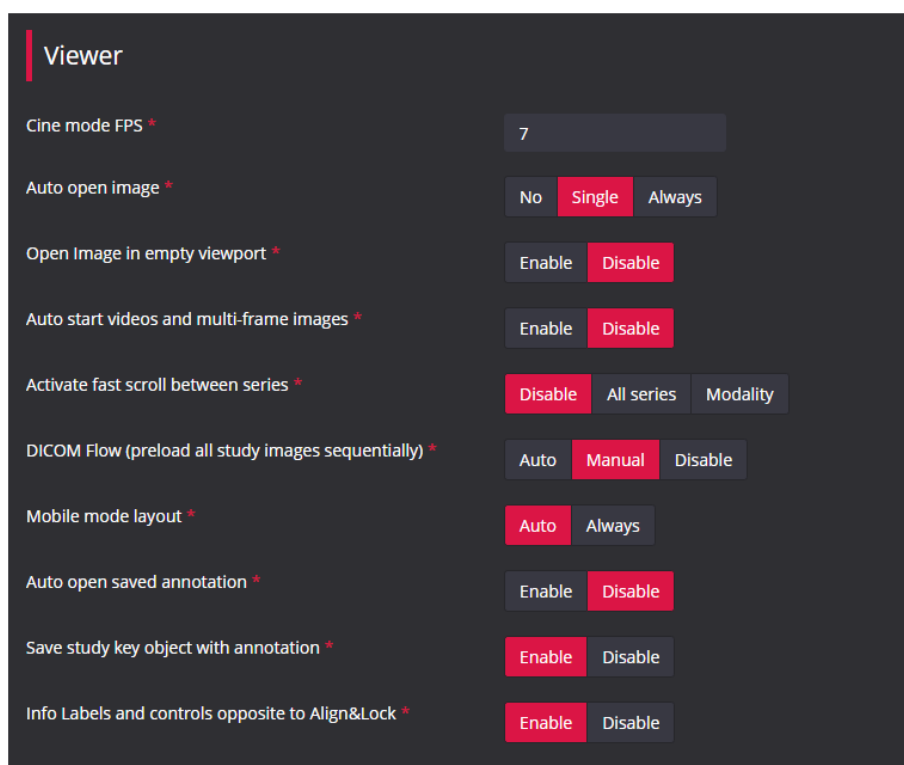 Viewer
Cine mode FPS * 7
Auto open image * No Single Always
Open Image in empty viewport * Enable Disable
Auto start videos and multi-frame images * Enable Disable
Activate fast scroll between series * Disable All series Modality
DICOM Flow (preload all study images sequentially) * Auto Manual Disable
Mobile mode layout * Auto Always
Auto open saved annotation * Enable Disable
Save study key object with annotation * Enable Disable
Info Labels and controls opposite to Align&Lock * Enable Disable